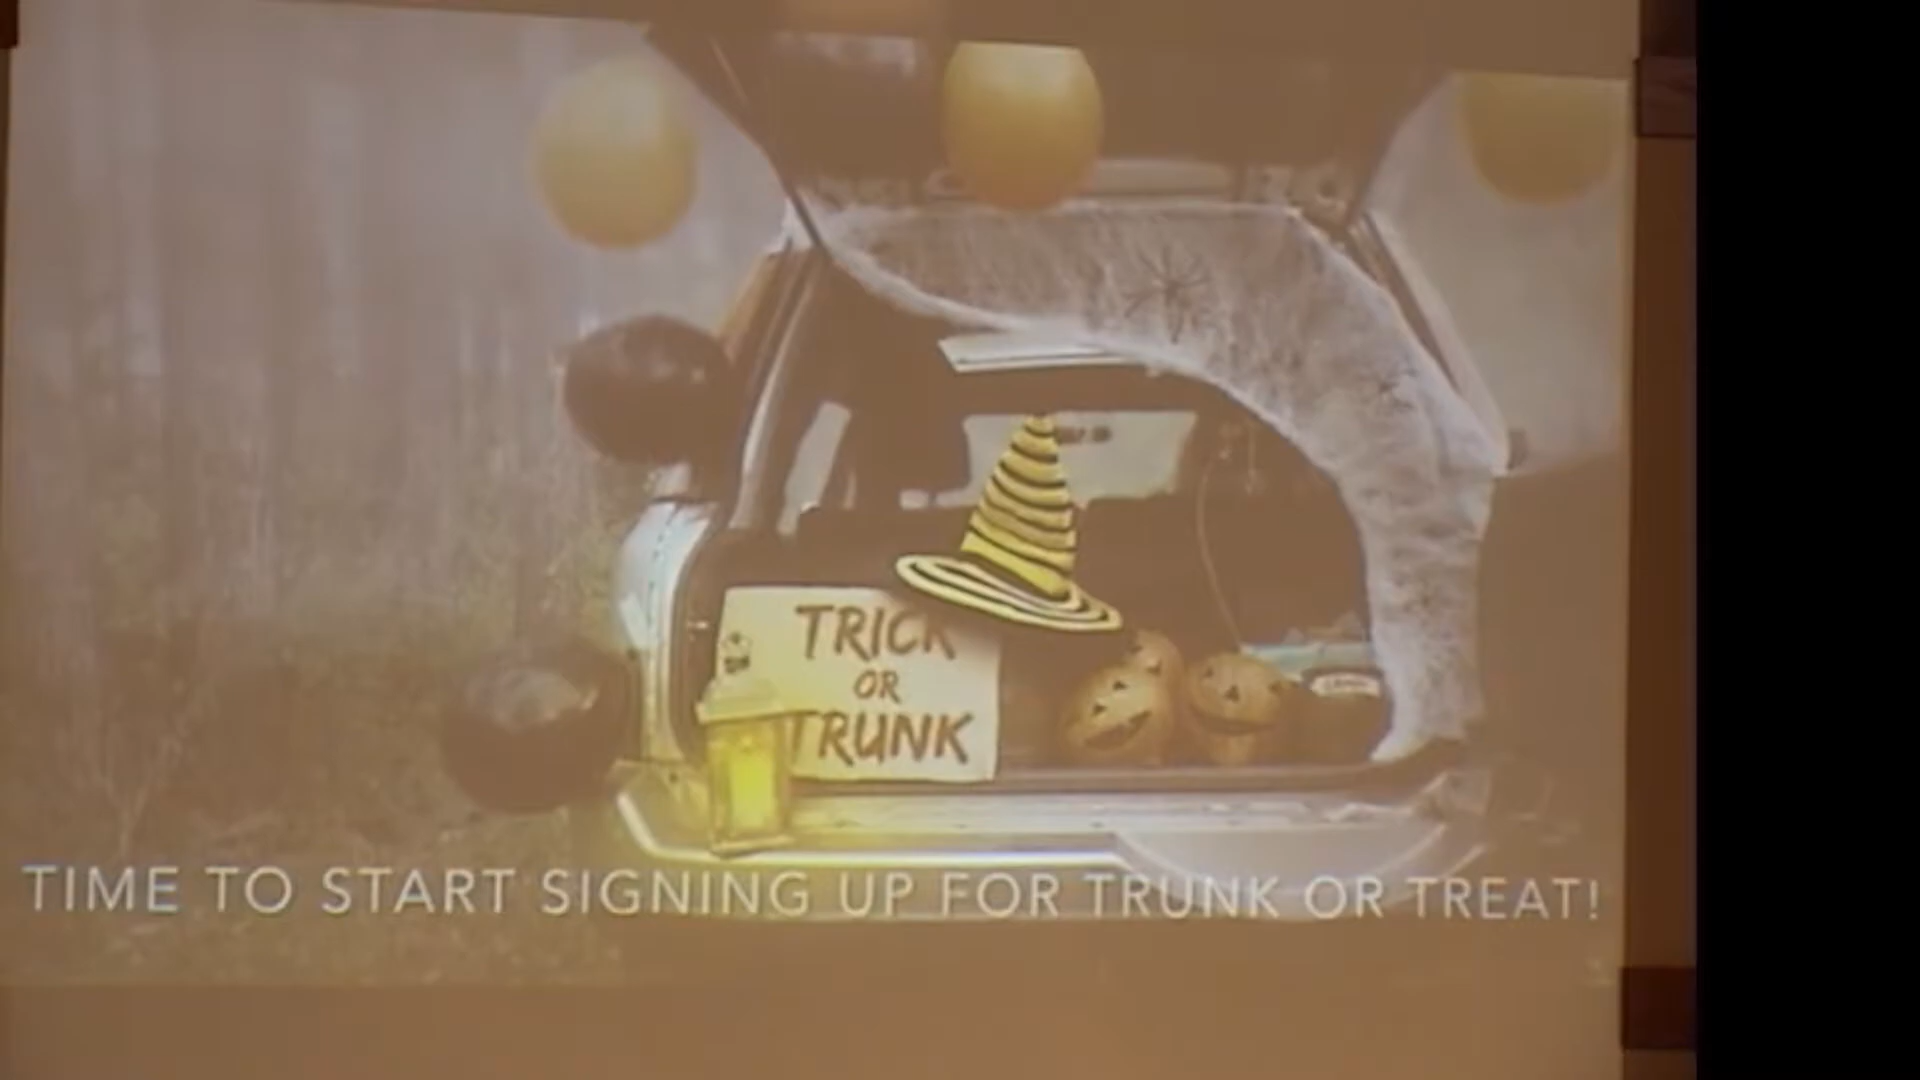 TRICK
OR
TRUNK
TIME TO START SIGNING UP FOR TRUNK OR TREAT!